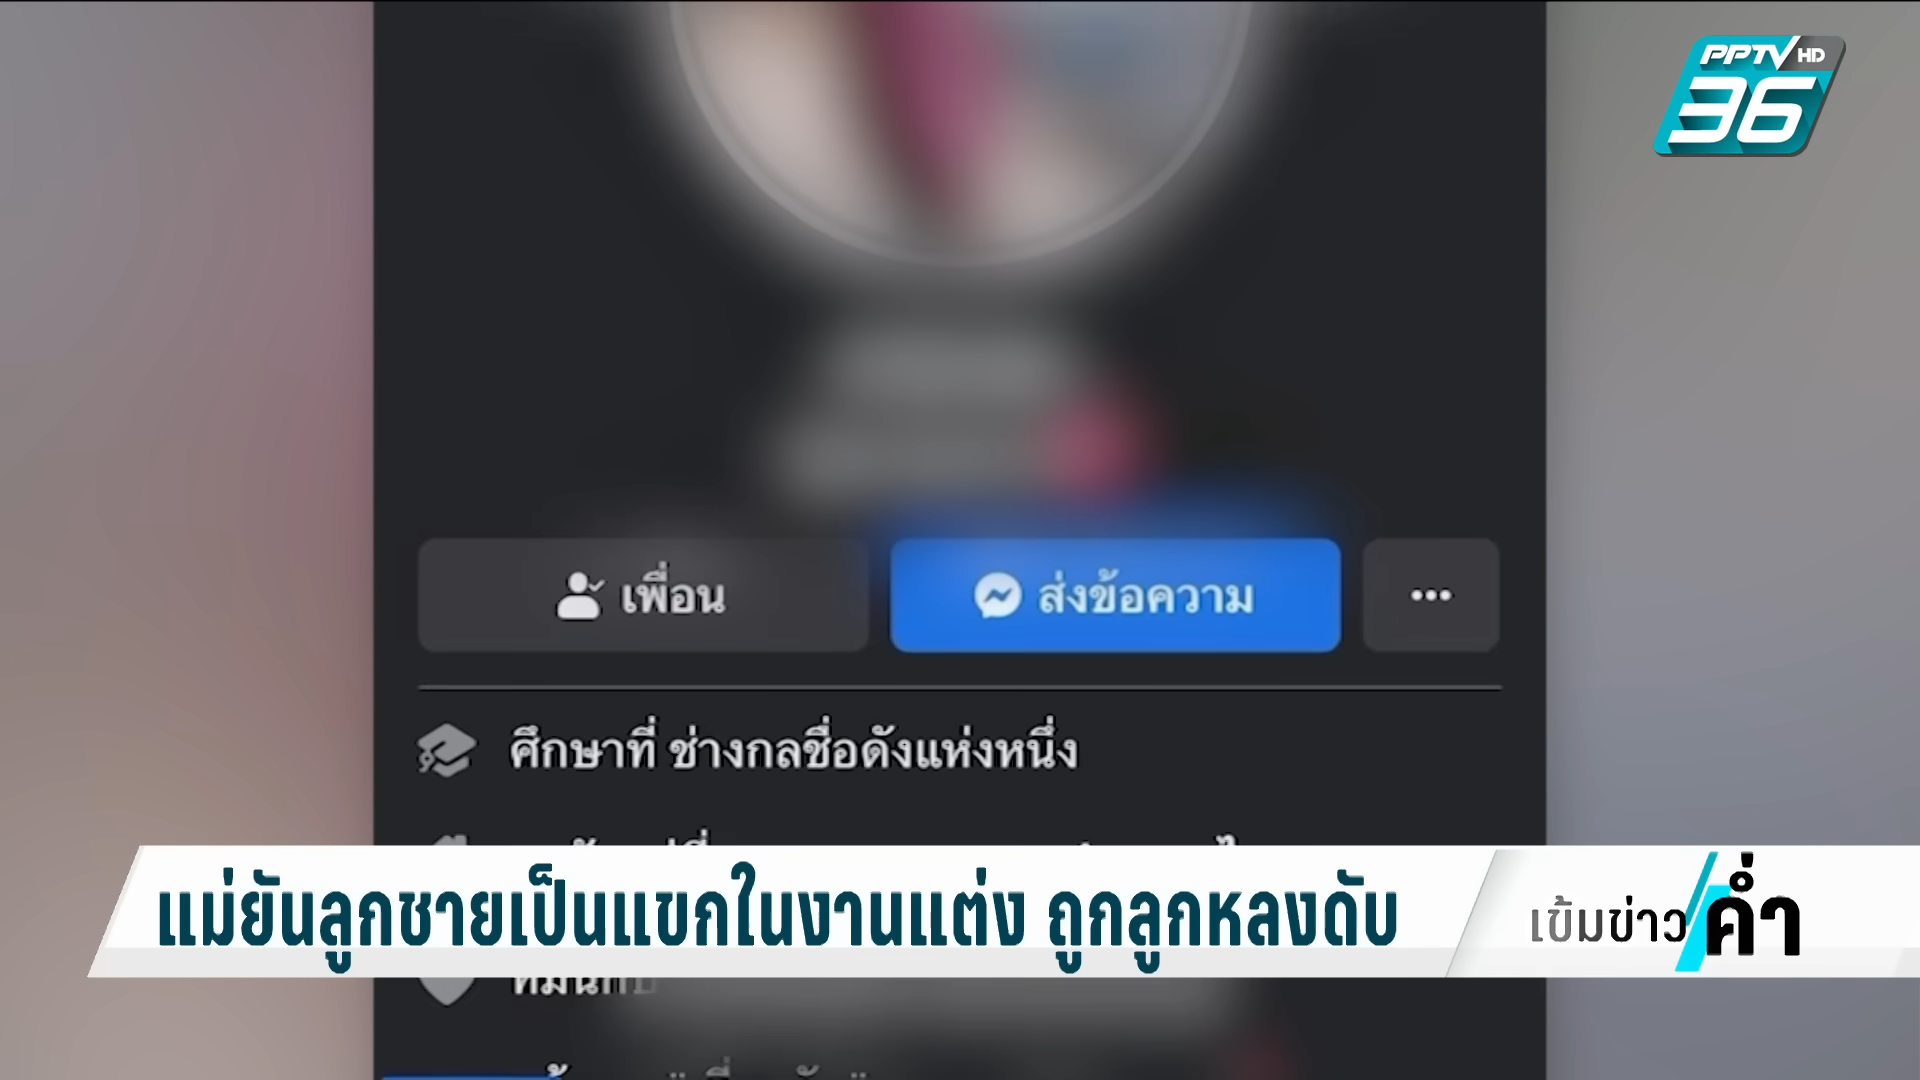 PPTV HD
36
เพื่อน
ส่งข้อความ
ศึกษาที่ ช่างกลชื่อดังแห่งหนึ่ง
แม่ยันลูกชายเป็นแขกในงานแต่ง ถูกลูกหลงดับ
เข้มข่าวค่ำ